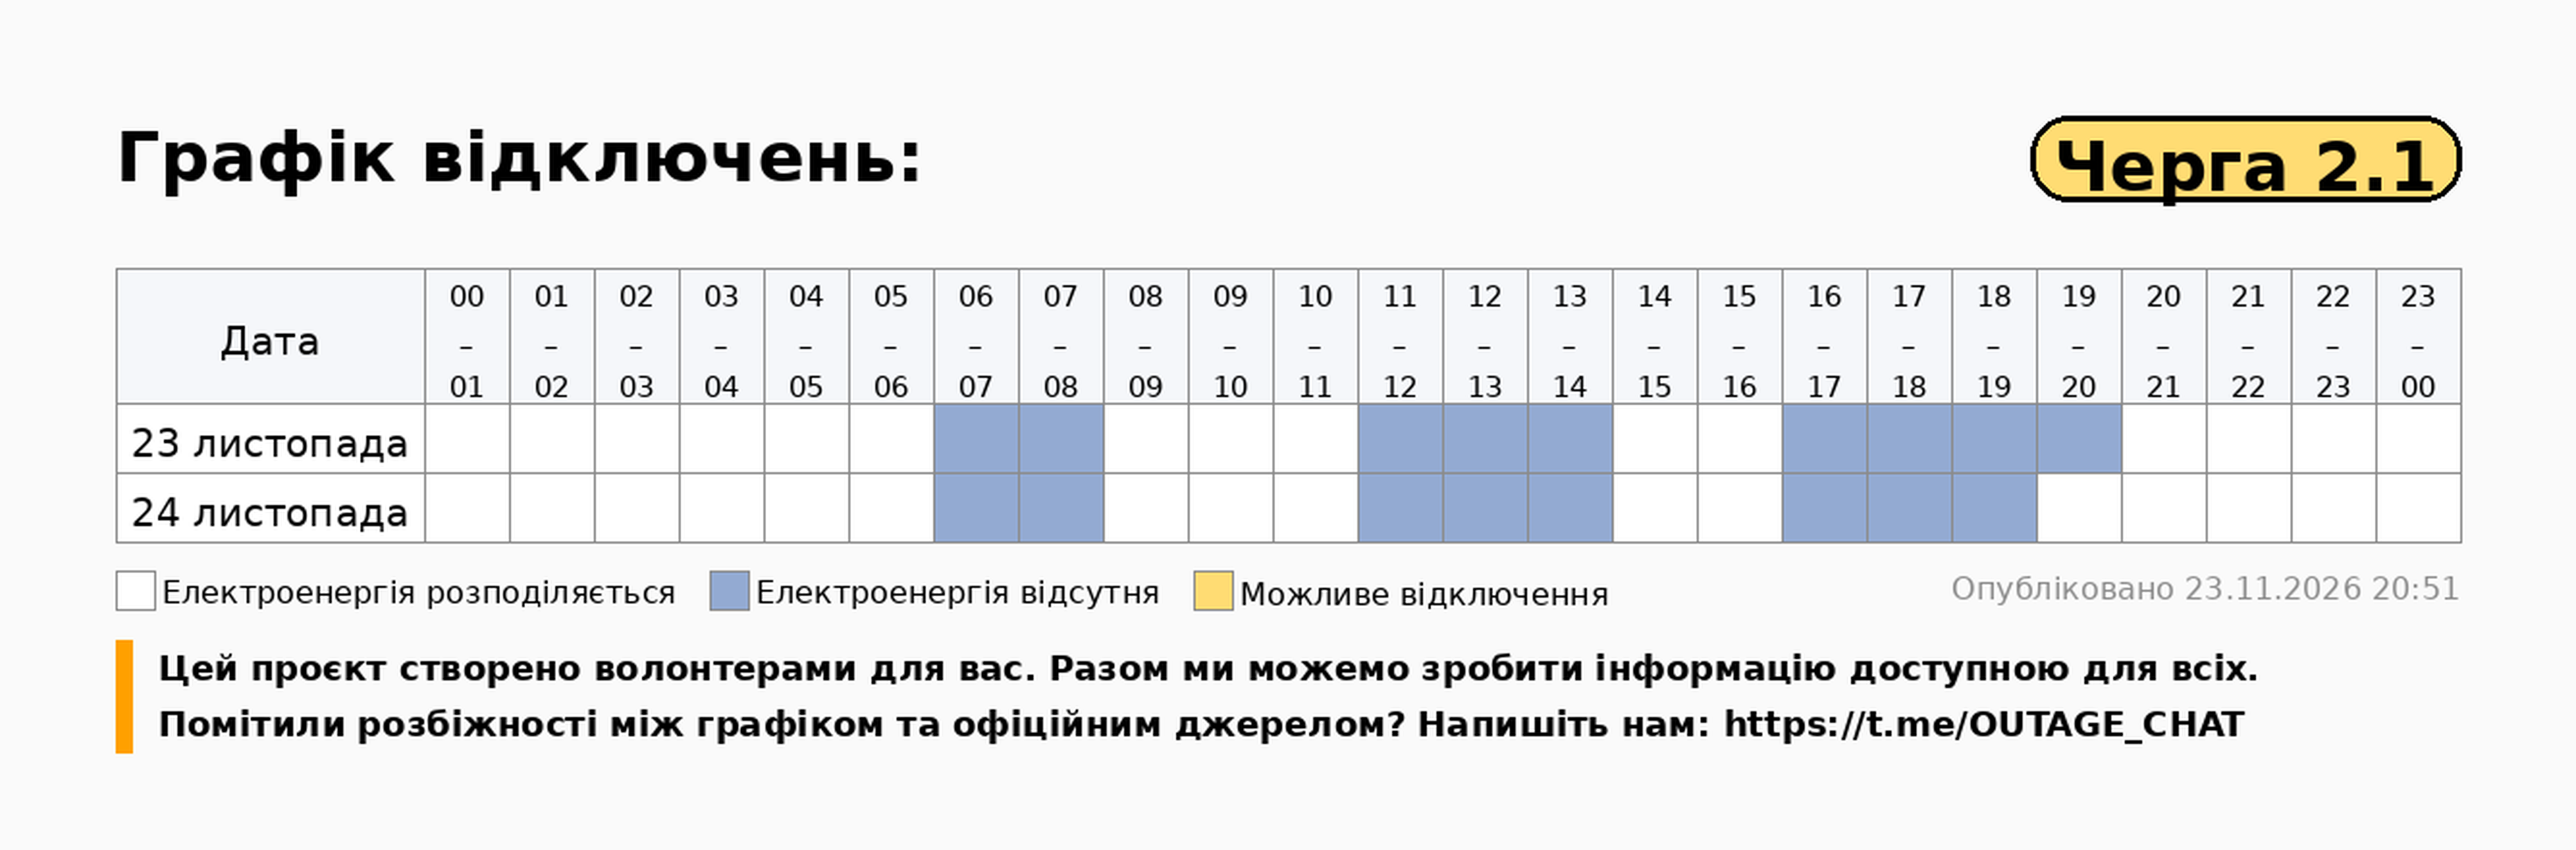 Графік відключень:
Черга 2.1
Дата 00 – 01 01 – 02 02 – 03 03 – 04 04 – 05 05 – 06 06 – 07 07 – 08 08 – 09 09 – 10 10 – 11 11 – 12 12 – 13 13 – 14 14 – 15 15 – 16 16 – 17 17 – 18 18 – 19 19 – 20 20 – 21 21 – 22 22 – 23 23 – 00
23 листопада
24 листопада
Електроенергія розподіляється Електроенергія відсутня Можливе відключення Опубліковано 23.11.2026 20:51
Цей проєкт створено волонтерами для вас. Разом ми можемо зробити інформацію доступною для всіх.
Помітили розбіжності між графіком та офіційним джерелом? Напишіть нам: https://t.me/OUTAGE_CHAT